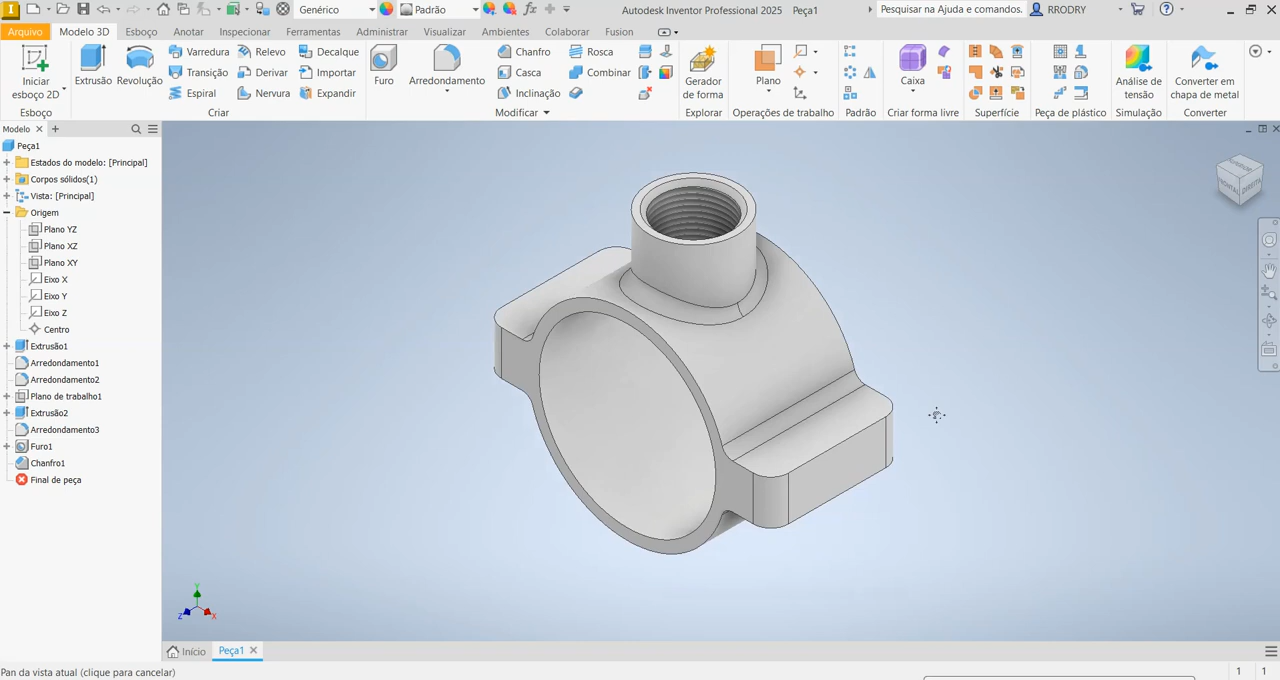 Genérico
Padrão
Autodesk Inventor Professional 2025 Peça1
Pesquisar na Ajuda e comandos.
RRODRY
Arquivo
Modelo 3D
Esboço
Anotar
Inspecionar
Ferramentas
Administrar
Visualizar
Ambientes
Colaborar
Fusion
Iniciar
esboço 2D
Esboço
Extrusão
Revolução
Varredura
Transição
Espiral
Relevo
Derivar
Nervura
Decalque
Importar
Expandir
Criar
Furo
Arredondamento
Chanfro
Casca
Inclinação
Rosca
Combinar
Modificar
Gerador
de forma
Explorar
Plano
Operações de trabalho
Padrão
Caixa
Criar forma livre
Superfície
Peça de plástico
Análise de
tensão
Simulação
Converter em
chapa de metal
Converter
Modelo
Peça1
Estados do modelo: [Principal]
Corpos sólidos(1)
Vista: [Principal]
Origem
Plano YZ
Plano XZ
Plano XY
Eixo X
Eixo Y
Eixo Z
Centro
Extrusão1
Arredondamento1
Arredondamento2
Plano de trabalho1
Extrusão2
Arredondamento3
Furo1
Chanfro1
Final de peça
DIREITA
Y
Z
X
Início
Peça1
Pan da vista atual (clique para cancelar)
1 1